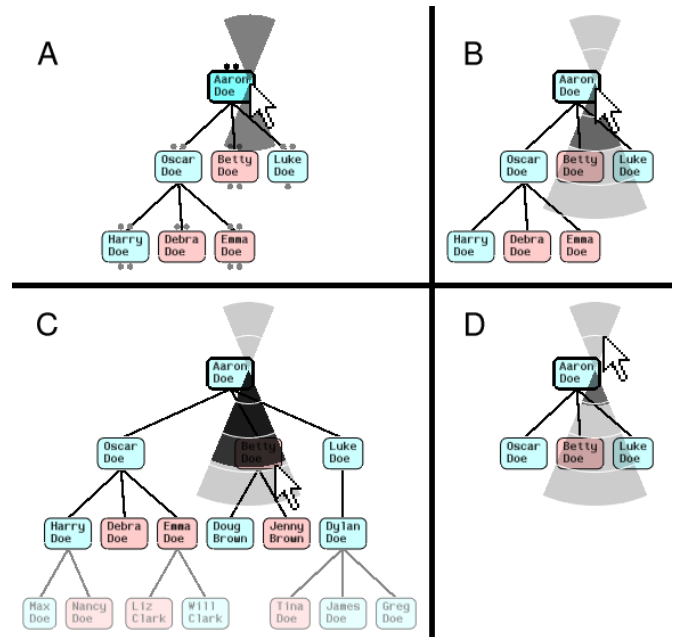 A
Aaron
Doe
Oscar
Doe
Betty
Doe
Luke
Doe
Harry
Doe
Debra
Doe
Emma
Doe
B
Aaron
Doe
Oscar
Doe
Betty
Doe
Luke
Doe
Harry
Doe
Debra
Doe
Emma
Doe
C
Aaron
Doe
Oscar
Doe
Betty
Doe
Luke
Doe
Harry
Doe
Debra
Doe
Emma
Doe
Doug
Brown
Jenny
Brown
Dylan
Doe
Max
Doe
Nancy
Doe
Liz
Clark
Will
Clark
Tina
Doe
James
Doe
Greg
Doe
D
Aaron
Doe
Oscar
Doe
Betty
Doe
Luke
Doe